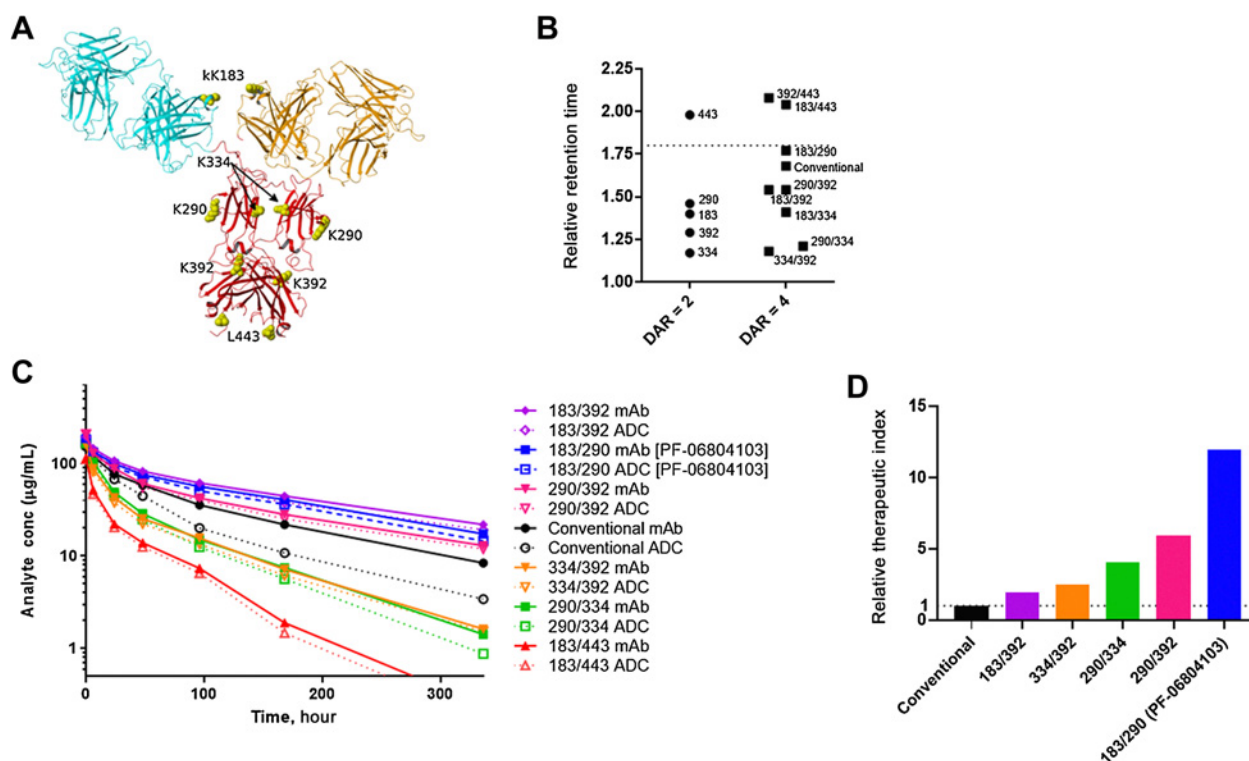 A
kK183
K334
K290
K290
K392
K392
L443
B
Relative retention time
2.25
2.00
1.75
1.50
1.25
1.00
443
290
183
392
334
392/443
183/443
183/290
Conventional
290/392
183/392
183/334
290/334
334/392
DAR = 2
DAR = 4
C
Analyte conc (µg/mL)
100
10
1
0
100
200
300
Time, hour
183/392 mAb
183/392 ADC
183/290 mAb [PF-06804103]
183/290 ADC [PF-06804103]
290/392 mAb
290/392 ADC
Conventional mAb
Conventional ADC
334/392 mAb
334/392 ADC
290/334 mAb
290/334 ADC
183/443 mAb
183/443 ADC
D
Relative therapeutic index
15
10
5
1
0
Conventional
183/392
334/392
290/334
290/392
183/290 (PF-06804103)